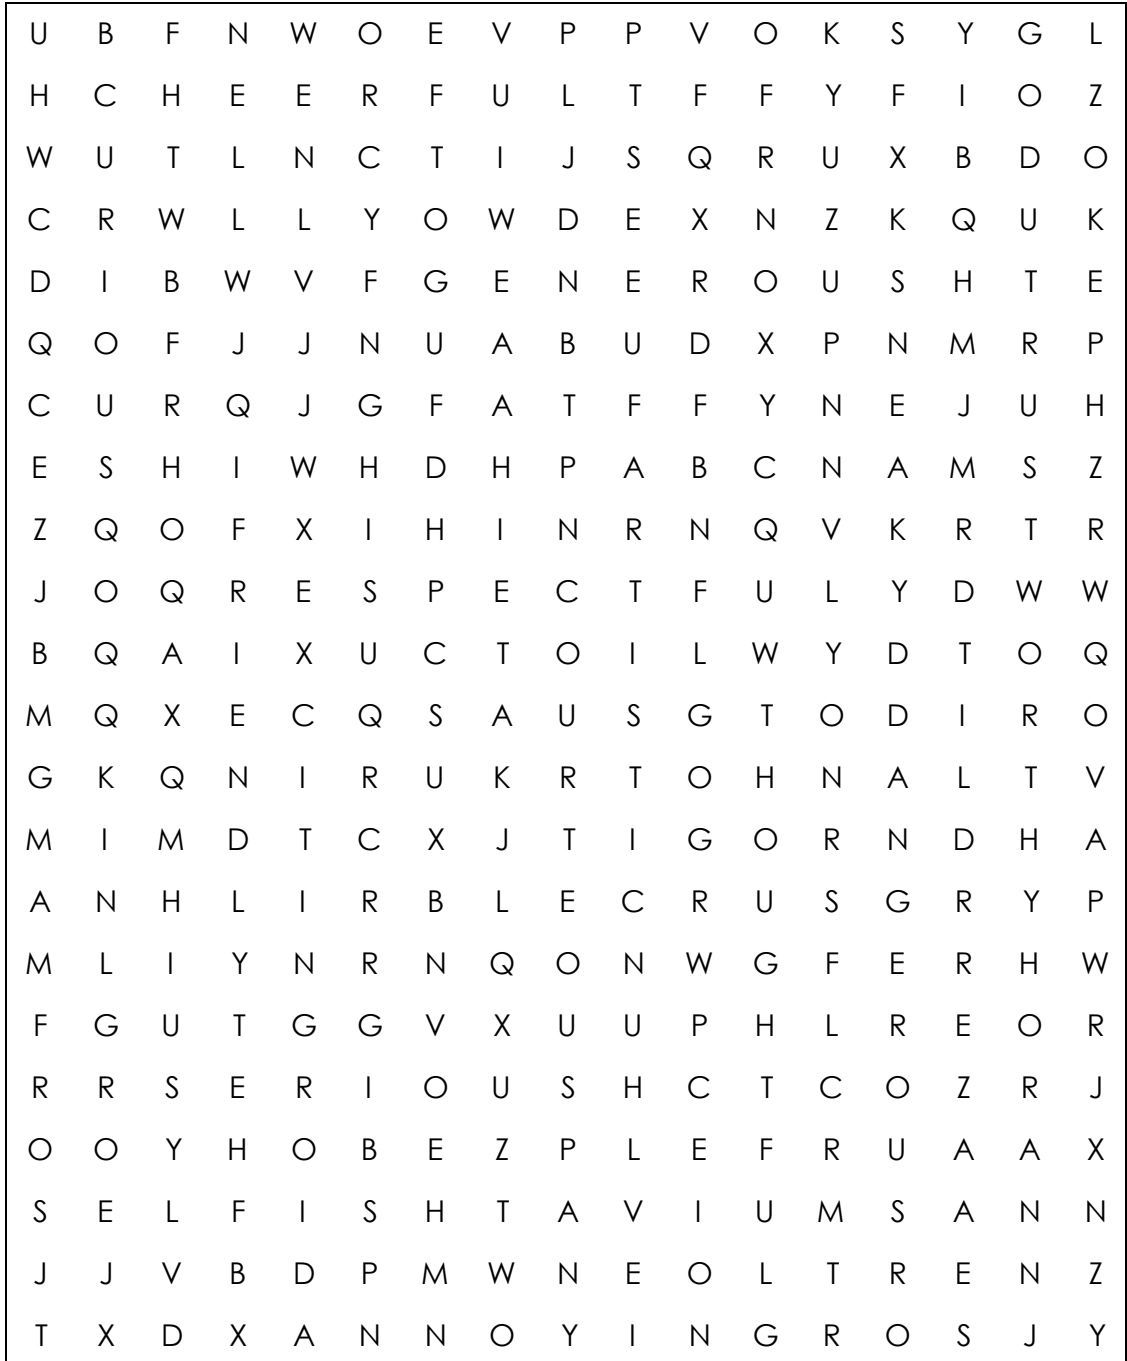 U B F N W O E V P P V O K S Y G L
H C H E E R F U L T F F Y F I O Z
W U T L N C T I J S Q R U X B D O
C R W L L Y O W D E X N Z K Q U K
D I B W V F G E N E R O U S H T E
Q O F J J N U A B U D X P N M R P
C U R Q J G F A T F F Y N E J U H
E S H I W H D H P A B C N A M S Z
Z Q O F X I H I N R N Q V K R T R
J O Q R E S P E C T F U L Y D W W
B Q A I X U C T O I L W Y D T O Q
M Q X E C Q S A U S G T O D I R O
G K Q N I R U K R T O H N A L T V
M I M D T C X J T I G O R N D H A
A N H L I R B L E C R U S G R Y P
M L I Y N R N Q O N W G F E R H W
F G U T G G V X U U P H L R E O R
R R S E R I O U S H C T C O Z R J
O O Y H O B E Z P L E F R U A A X
S E L F I S H T A V I U M S A N N
J J V B D P M W N E O L T R E N Z
T X D X A N N O Y I N G R O S J Y